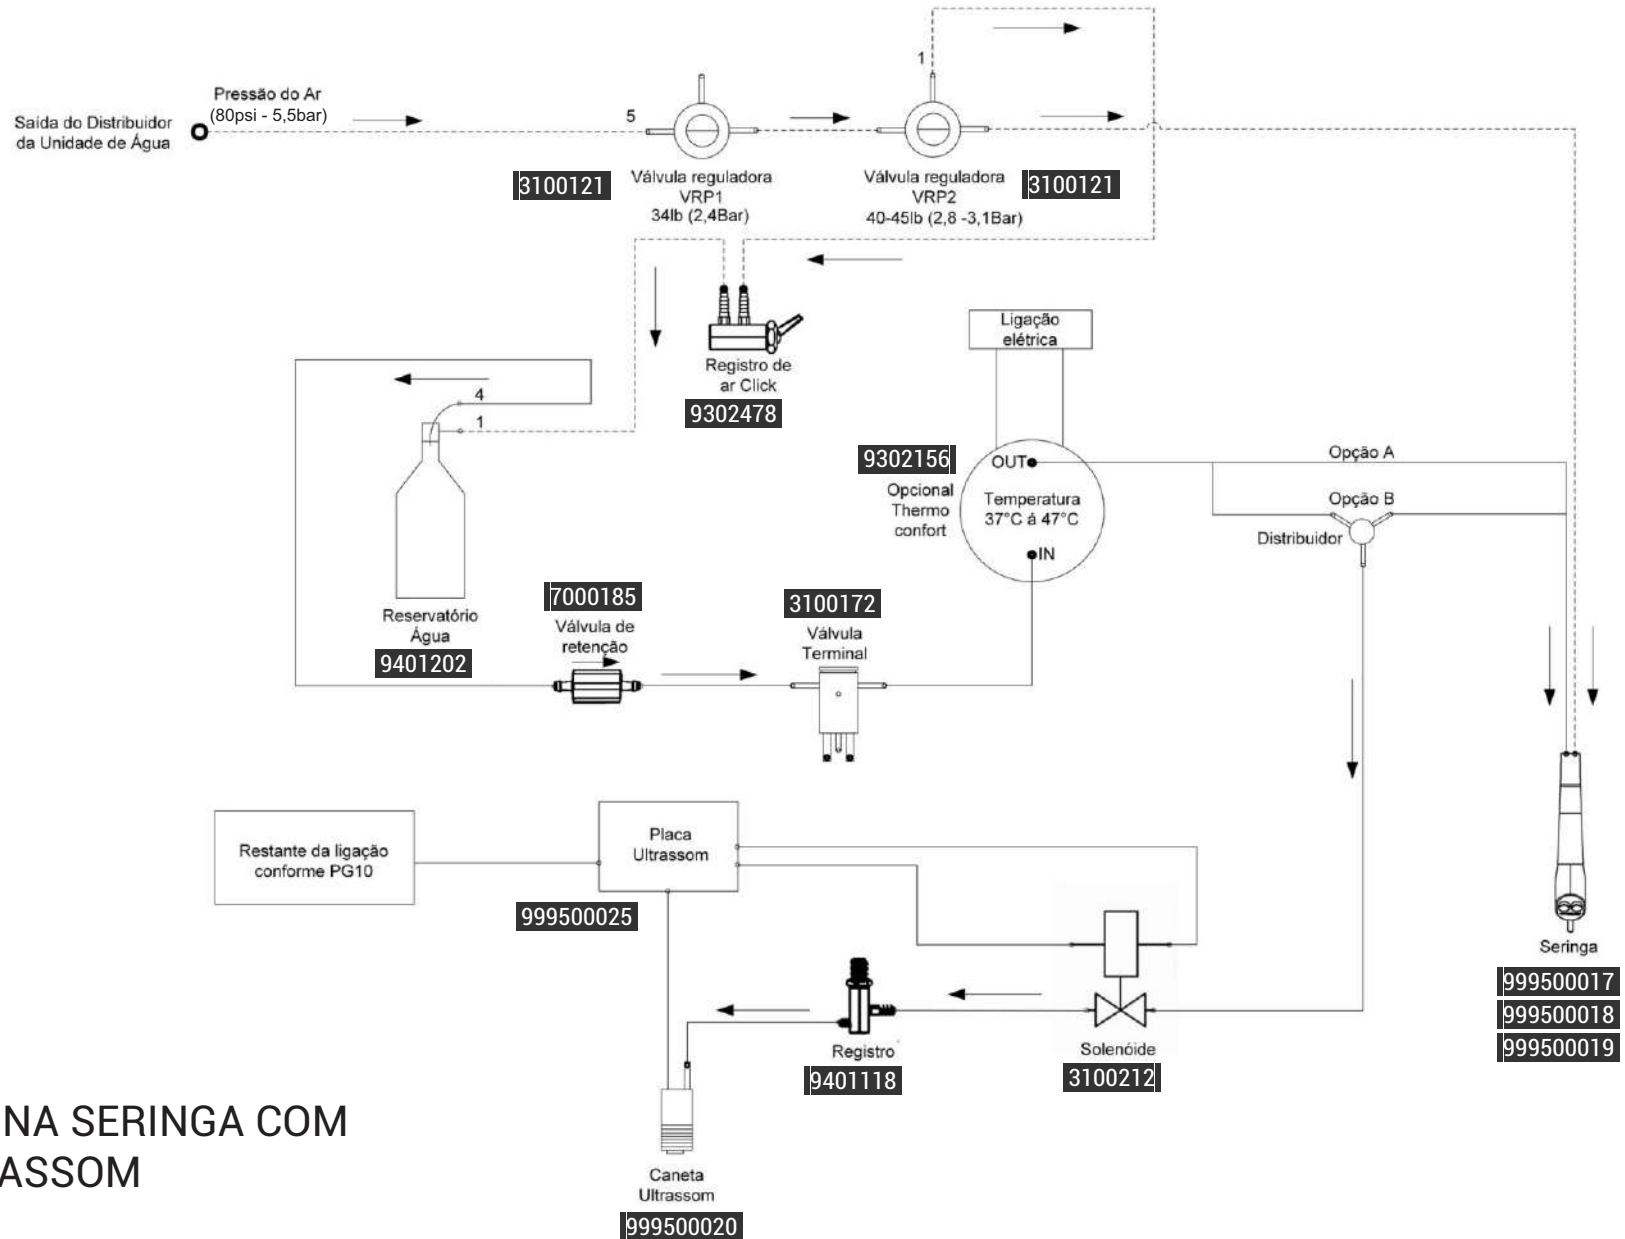 1
Pressão do Ar
(80psi - 5,5bar)
Saída do Distribuidor
da Unidade de Água
5
3100121
Válvula reguladora
VRP1
34lb (2,4Bar)
Válvula reguladora
VRP2
40-45lb (2,8 -3,1Bar)
3100121
Ligação
elétrica
Registro de
ar Click
9302478
4
1
9302156
OUT
Opção A
Opcional
Thermo
confort
Temperatura
37°C á 47°C
Opção B
Distribuidor
IN
Reservatório
Água
9401202
7000185
Válvula de
retenção
3100172
Válvula
Terminal
Restante da ligação
conforme PG10
Placa
Ultrassom
999500025
Seringa
999500017
999500018
999500019
Registro
9401118
Solenóide
3100212
NA SERINGA COM
ASSOM
Caneta
Ultrassom
999500020